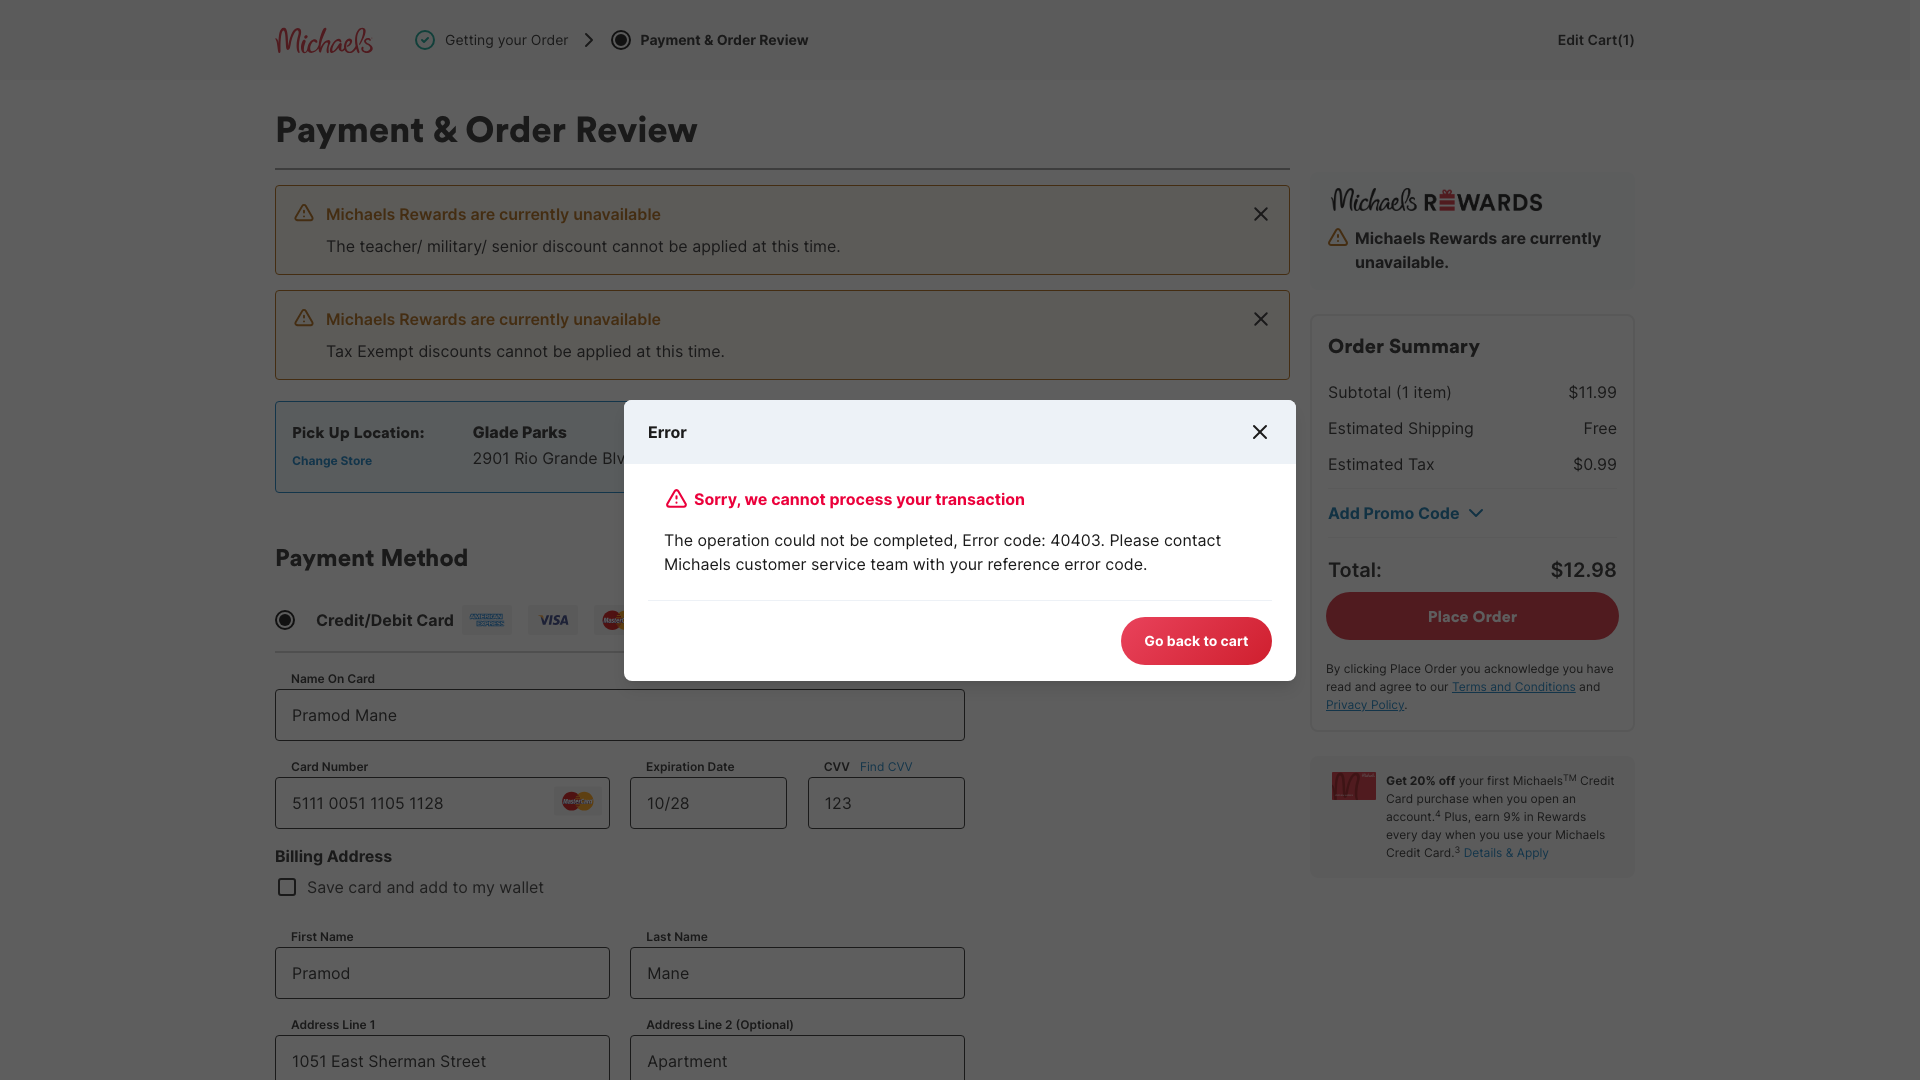 Michaels
Getting your Order
Payment & Order Review
Edit Cart(1)
Payment & Order Review
Michaels Rewards are currently unavailable
The teacher/ military/ senior discount cannot be applied at this time.
Michaels Rewards are currently unavailable
Tax Exempt discounts cannot be applied at this time.
Pick Up Location:
Change Store
Glade Parks
2901 Rio Grande Blv
Error
Sorry, we cannot process your transaction
The operation could not be completed, Error code: 40403. Please contact
Michaels customer service team with your reference error code.
Go back to cart
Payment Method
Credit/Debit Card
AMERICAN EXPRESS
VISA
Name On Card
Pramod Mane
Card Number
5111 0051 1105 1128
MasterCard
Expiration Date
10/28
CVV
Find CVV
123
Billing Address
Save card and add to my wallet
First Name
Pramod
Last Name
Mane
Address Line 1
1051 East Sherman Street
Address Line 2 (Optional)
Apartment
Michaels REWARDS
Michaels Rewards are currently
unavailable.
Order Summary
Subtotal (1 item)
$11.99
Estimated Shipping
Free
Estimated Tax
$0.99
Add Promo Code
Total:
$12.98
Place Order
By clicking Place Order you acknowledge you have
read and agree to our Terms and Conditions and
Privacy Policy.
Get 20% off your first Michaels™ Credit
Card purchase when you open an
account.⁴ Plus, earn 9% in Rewards
every day when you use your Michaels
Credit Card.³ Details & Apply